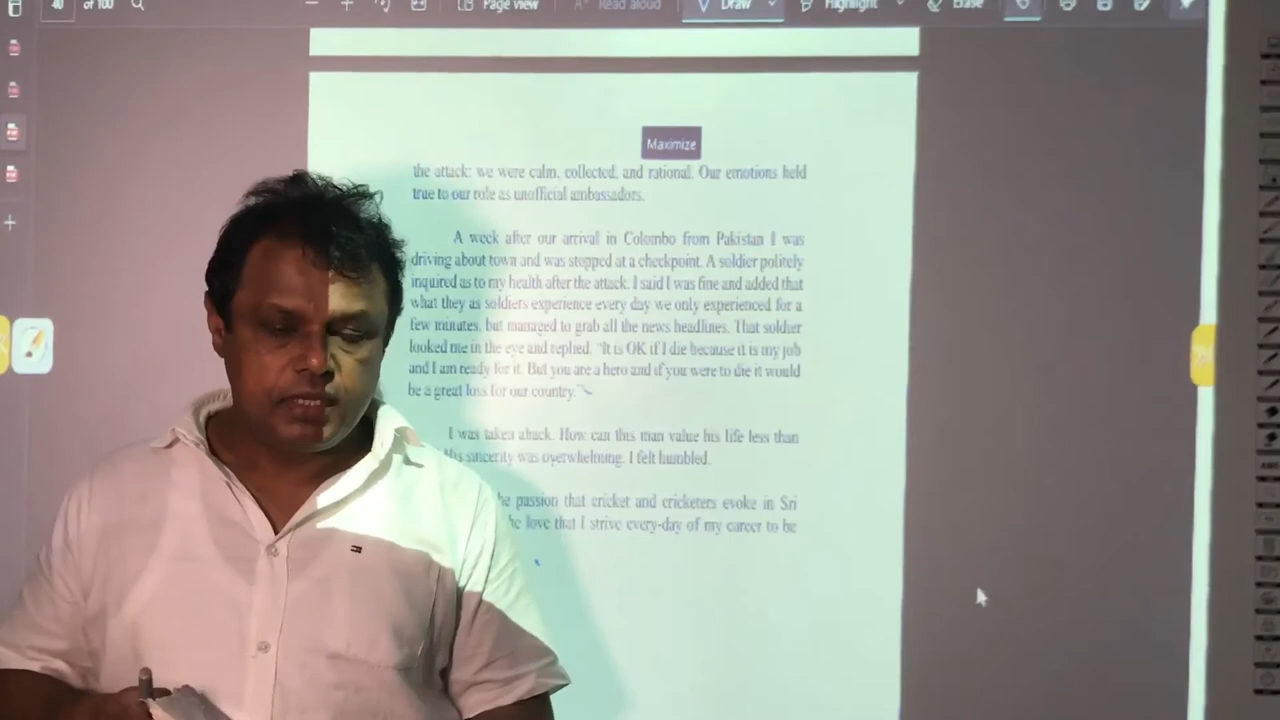 40 of 100
Page view
Read aloud
Draw
Highlight
Erase
Maximize
the attack: we were calm, collected, and rational. Our emotions held
true to our role as unofficial ambassadors.
A week after our arrival in Colombo from Pakistan I was
driving about town and was stopped at a checkpoint. A soldier politely
inquired as to my health after the attack. I said I was fine and added that
what they as soldiers experience every day we only experienced for a
few minutes, but managed to grab all the news headlines. That soldier
looked me in the eye and replied. "It is OK if I die because it is my job
and I am ready for it. But you are a hero and if you were to die it would
be a great loss for our country."
I was taken aback. How can this man value his life less than
His sincerity was overwhelming. I felt humbled.
he passion that cricket and cricketers evoke in Sri
he love that I strive every-day of my career to be